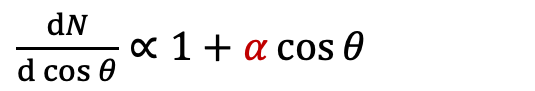 dN/d cos θ ∝ 1 + α cos θ